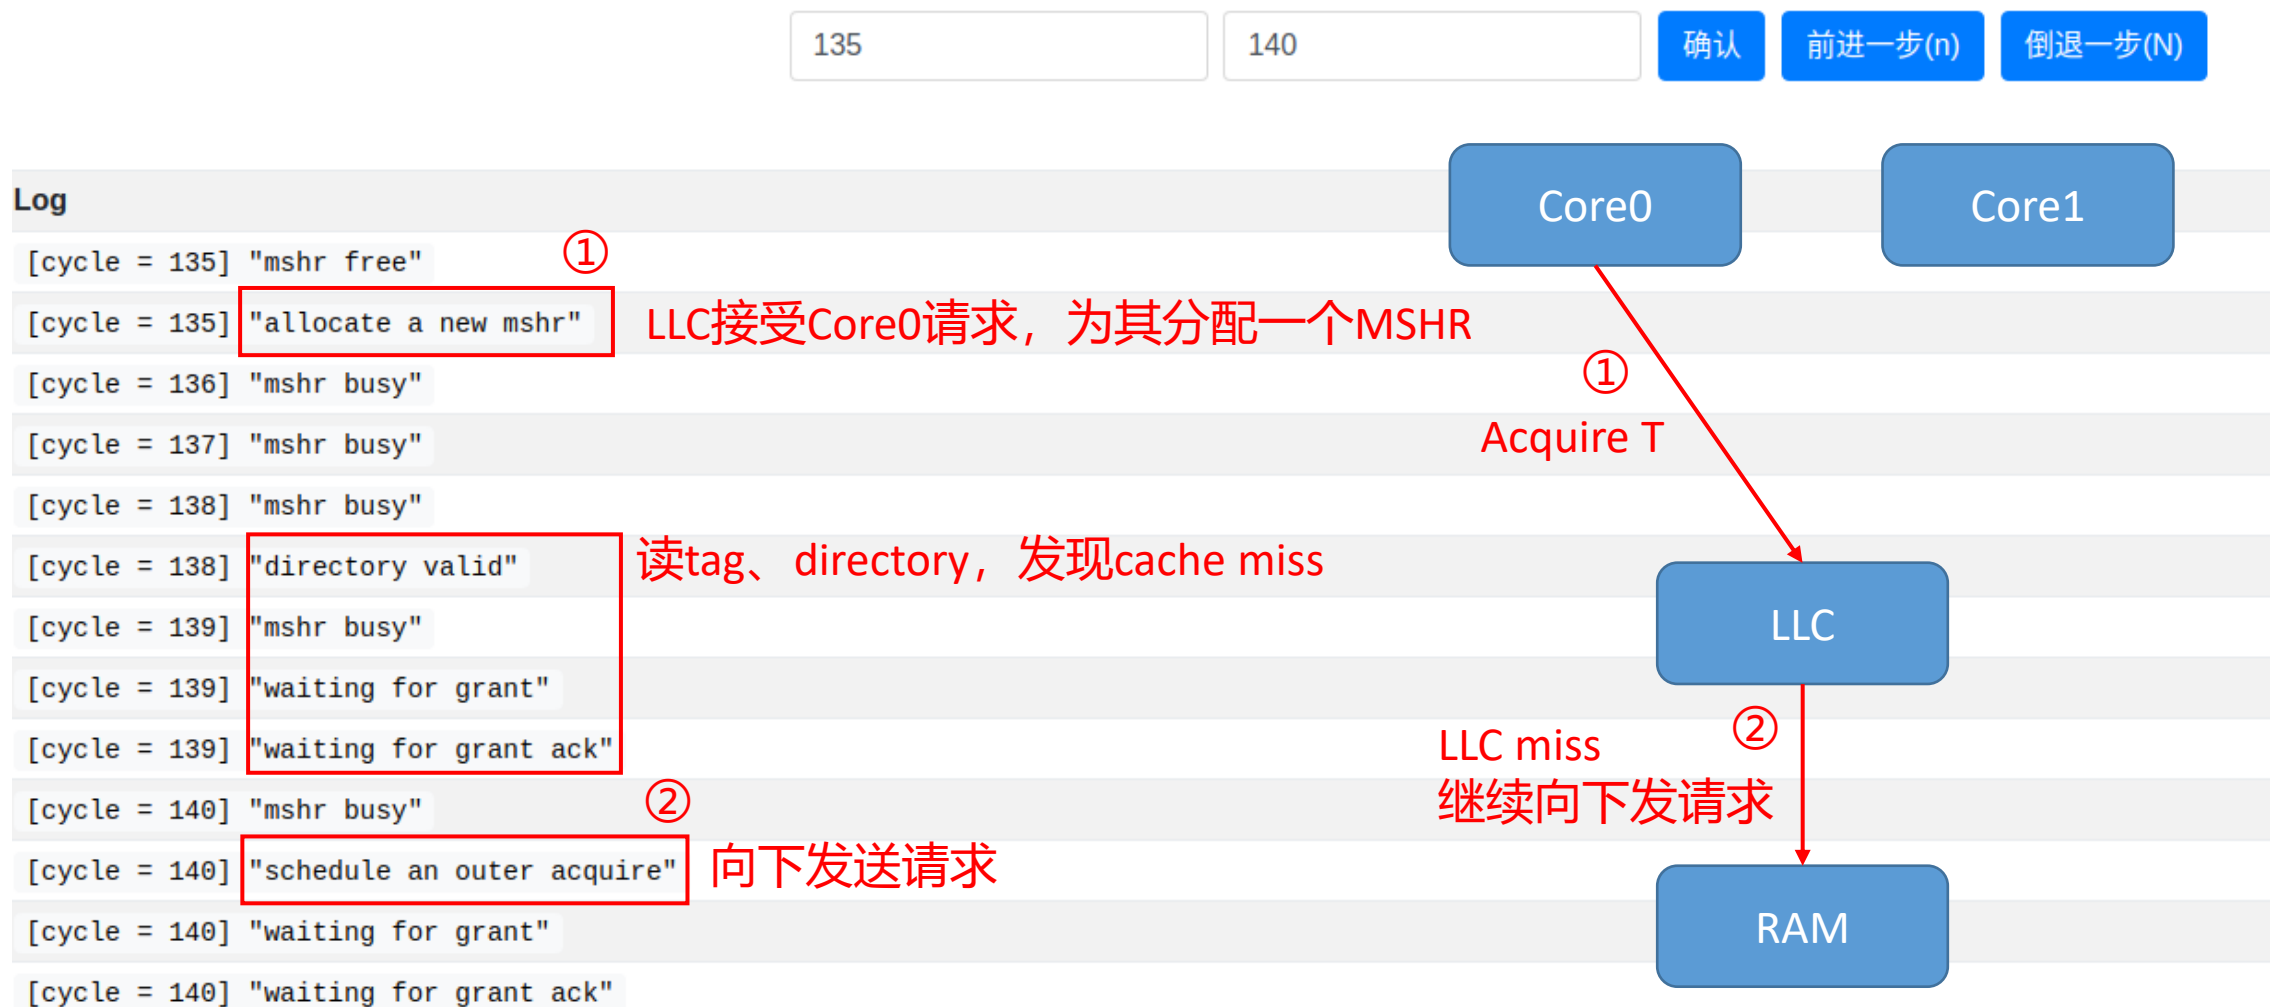 135 140 确认 前进一步(n) 倒退一步(N)
Log
[cycle = 135] "mshr free"
①
[cycle = 135] "allocate a new mshr"
LLC接受Core0请求，为其分配一个MSHR
[cycle = 136] "mshr busy"
[cycle = 137] "mshr busy"
[cycle = 138] "mshr busy"
[cycle = 138] "directory valid"
读tag、directory，发现cache miss
[cycle = 139] "mshr busy"
[cycle = 139] "waiting for grant"
[cycle = 139] "waiting for grant ack"
[cycle = 140] "mshr busy"
②
[cycle = 140] "schedule an outer acquire"
向下发送请求
[cycle = 140] "waiting for grant"
[cycle = 140] "waiting for grant ack"
Core0
Core1
①
Acquire T
LLC
②
LLC miss
继续向下发请求
RAM